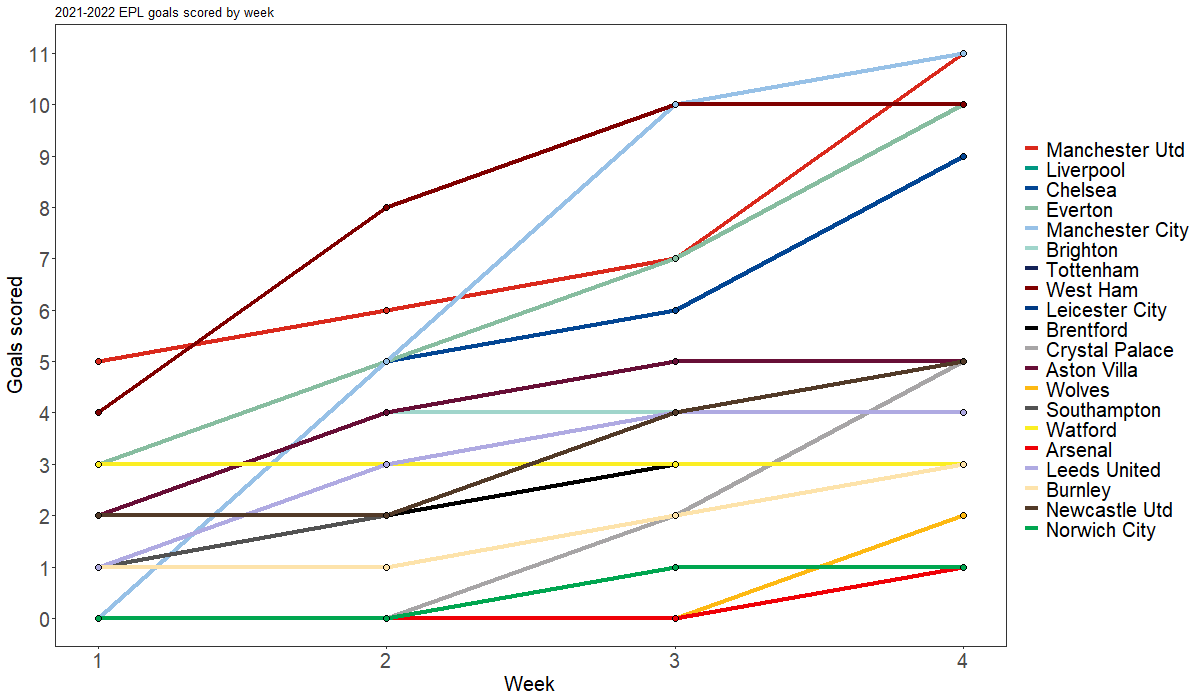 2021-2022 EPL goals scored by week
Goals scored
11
10
9
8
7
6
5
4
3
2
1
0
1 2 3 4
Week
Manchester Utd
Liverpool
Chelsea
Everton
Manchester City
Brighton
Tottenham
West Ham
Leicester City
Brentford
Crystal Palace
Aston Villa
Wolves
Southampton
Watford
Arsenal
Leeds United
Burnley
Newcastle Utd
Norwich City